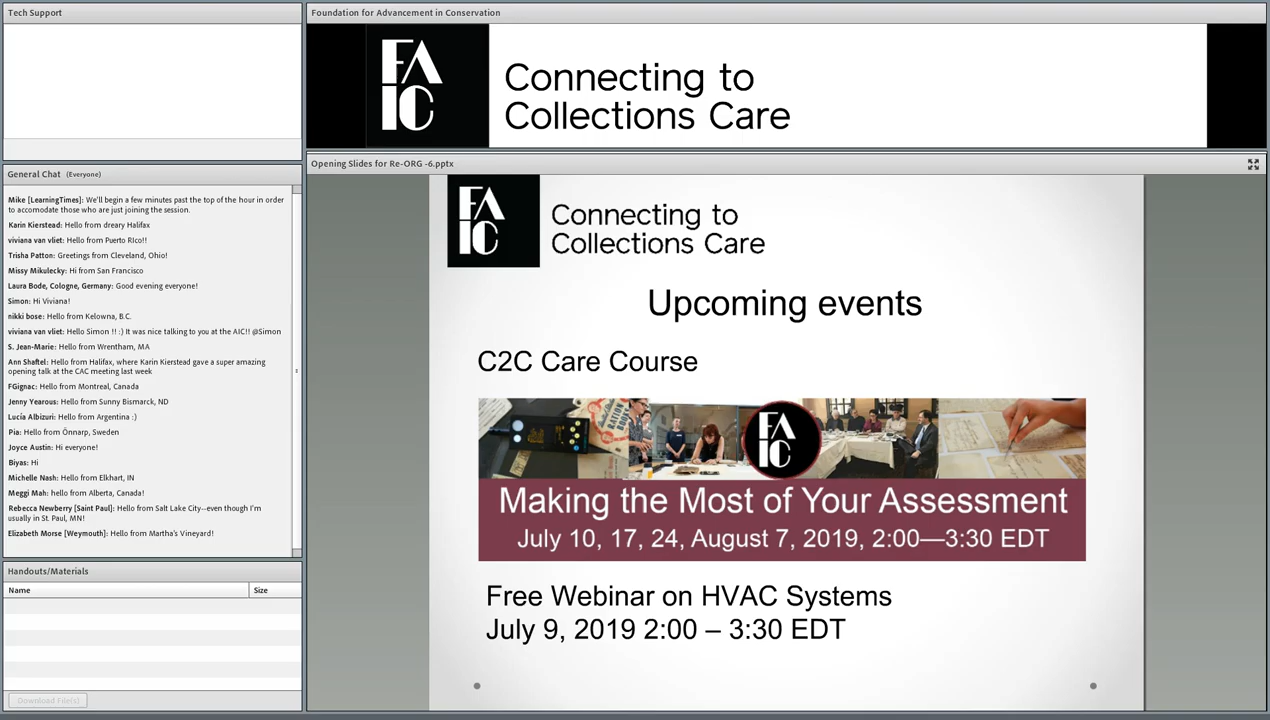 Tech Support
General Chat (Everyone)
Mike [LearningTimes]: We'll begin a few minutes past the top of the hour in order
to accomodate those who are just joining the session.
Karin Kierstead: Hello from dreary Halifax
viviana van vliet: Hello from Puerto RIco!!
Trisha Patton: Greetings from Cleveland, Ohio!
Missy Mikulecky: Hi from San Francisco
Laura Bode, Cologne, Germany: Good evening everyone!
Simon: Hi Viviana!
nikki bose: Hello from Kelowna, B.C.
viviana van vliet: Hello Simon !! :) It was nice talking to you at the AIC!! @Simon
S. Jean-Marie: Hello from Wrentham, MA
Ann Shaftel: Hello from Halifax, where Karin Kierstead gave a super amazing
opening talk at the CAC meeting last week
FGignac: Hello from Montreal, Canada
Jenny Yearous: Hello from Sunny Bismarck, ND
Lucía Albizuri: Hello from Argentina :)
Pia: Hello from Önnarp, Sweden
Joyce Austin: Hi everyone!
Biyas: Hi
Michelle Nash: Hello from Elkhart, IN
Meggi Mah: hello from Alberta, Canada!
Rebecca Newberry [Saint Paul]: Hello from Salt Lake City--even though I'm
usually in St. Paul, MN!
Elizabeth Morse [Weymouth]: Hello from Martha's Vineyard!
Handouts/Materials
Name Size
Download File(s)
Foundation for Advancement in Conservation
FA
IC
Connecting to
Collections Care
Opening Slides for Re-ORG -6.pptx
FA
IC
Connecting to
Collections Care
Upcoming events
C2C Care Course
FA
IC
Making the Most of Your Assessment
July 10, 17, 24, August 7, 2019, 2:00—3:30 EDT
Free Webinar on HVAC Systems
July 9, 2019 2:00 – 3:30 EDT